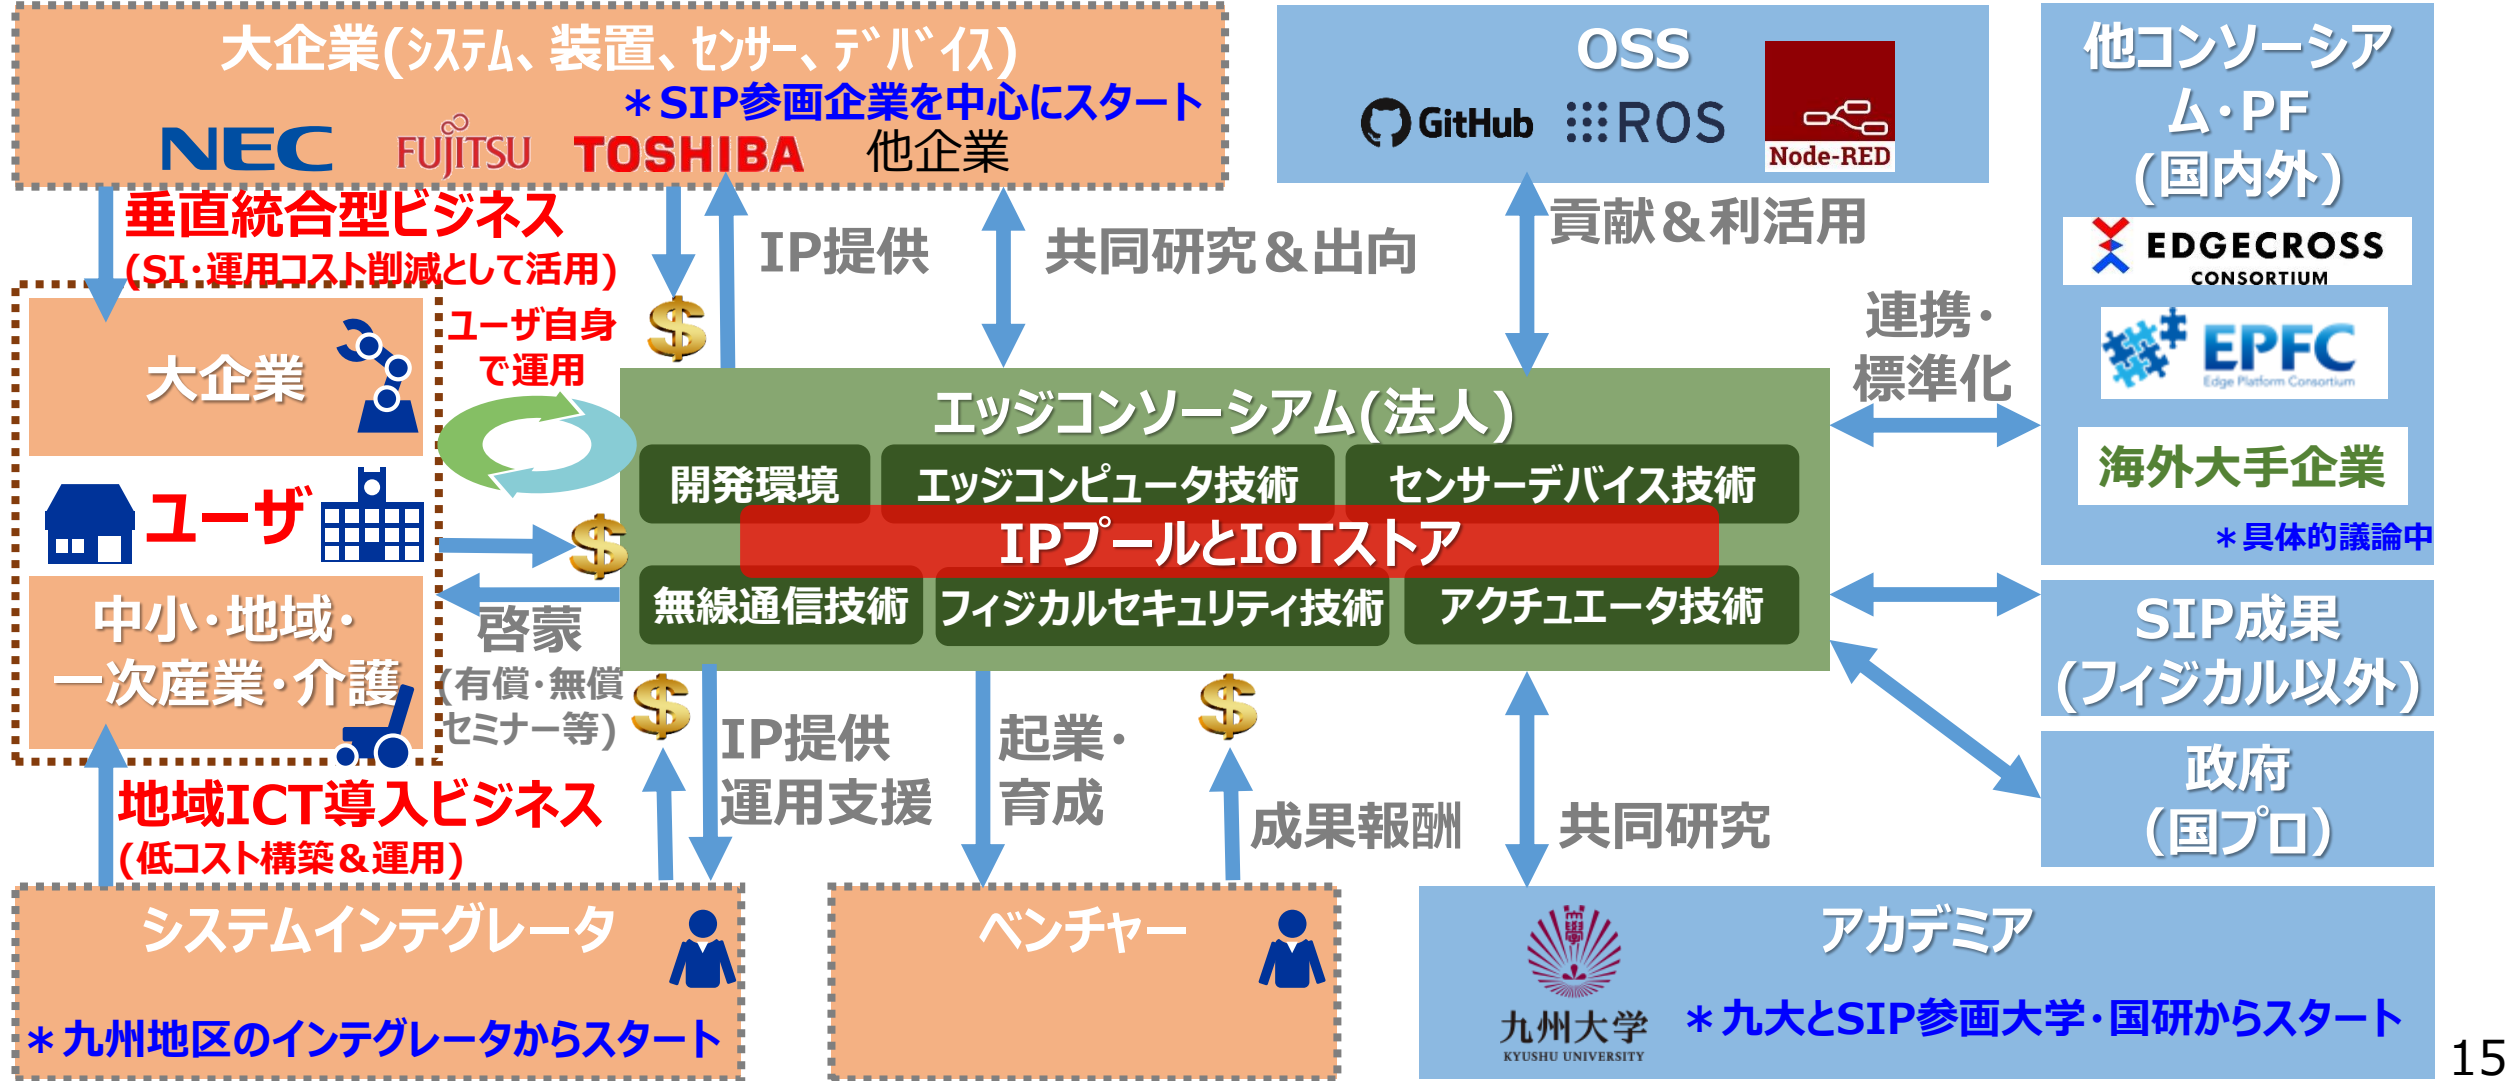 大企業(ｼｽﾃﾑ、装置、ｾﾝｻｰ、ﾃﾞﾊﾞｲｽ)
＊SIP参画企業を中心にスタート
NEC
FUJITSU
TOSHIBA
他企業
OSS
GitHub
ROS
Node-RED
他コンソーシア
ム・PF
(国内外)
EDGECROSS
CONSORTIUM
EPFC
Edge Platform Consortium
海外大手企業
＊具体的議論中
垂直統合型ビジネス
(SI・運用コスト削減として活用)
IP提供
共同研究＆出向
貢献＆利活用
連携・
標準化
ユーザ自身
で運用
大企業
ユーザ
中小・地域・
一次産業・介護
エッジコンソーシアム(法人)
開発環境
エッジコンピュータ技術
センサーデバイス技術
IPプールとIoTストア
無線通信技術
フィジカルセキュリティ技術
アクチュエータ技術
啓蒙
(有償・無償
セミナー等)
SIP成果
(フィジカル以外)
政府
（国プロ）
地域ICT導入ビジネス
(低コスト構築＆運用)
IP提供
運用支援
起業・
育成
成果報酬
共同研究
システムインテグレータ
＊九州地区のインテグレータからスタート
ベンチャー
アカデミア
九州大学
KYUSHU UNIVERSITY
＊九大とSIP参画大学・国研からスタート
15